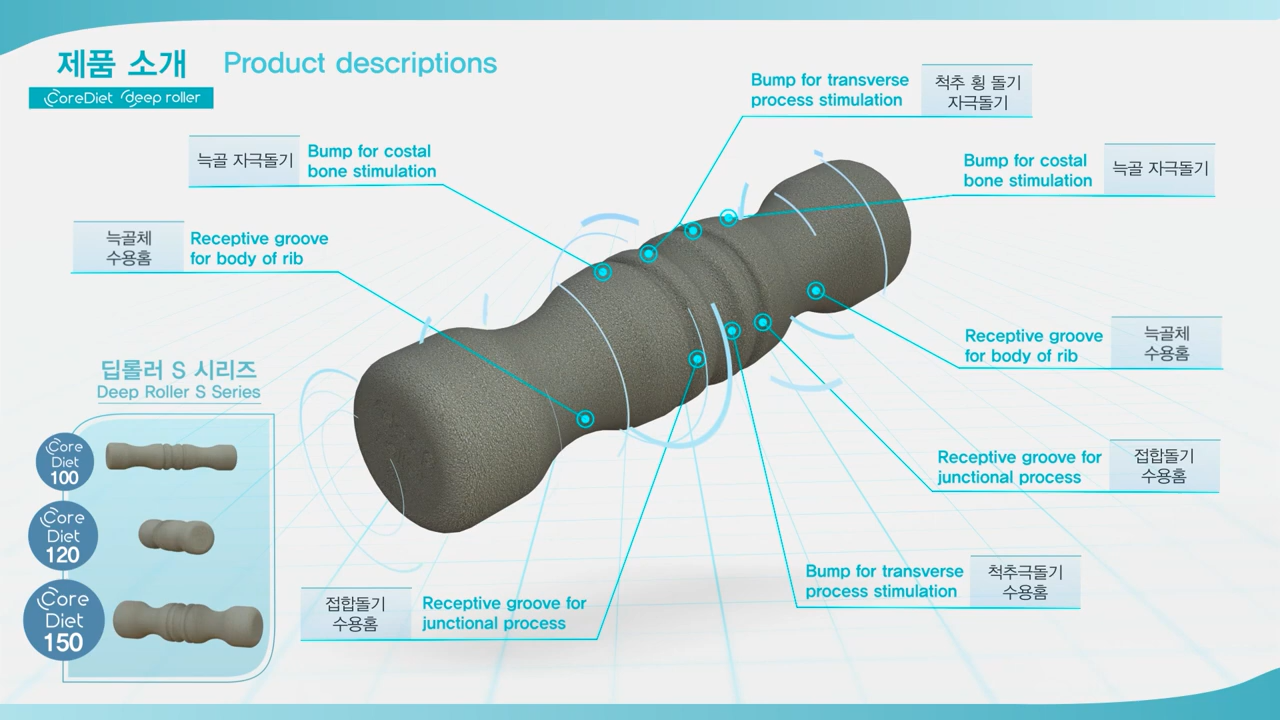 제품 소개 Product descriptions
CoreDiet deep roller
Bump for transverse
process stimulation
척추 횡 돌기
자극돌기
늑골 자극돌기
Bump for costal
bone stimulation
Bump for costal
bone stimulation
늑골 자극돌기
늑골체
수용홈
Receptive groove
for body of rib
Receptive groove
for body of rib
늑골체
수용홈
딥롤러 S 시리즈
Deep Roller S Series
Core
Diet
100
Core
Diet
120
Core
Diet
150
Receptive groove for
junctional process
접합돌기
수용홈
Bump for transverse
process stimulation
척추극돌기
수용홈
접합돌기
수용홈
Receptive groove for
junctional process